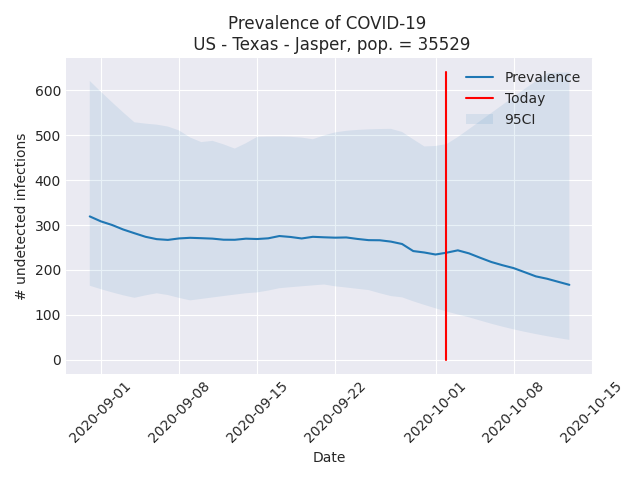 Prevalence of COVID-19
US - Texas - Jasper, pop. = 35529
Prevalence
Today
95CI
# undetected infections
600
500
400
300
200
100
0
2020-09-01
2020-09-08
2020-09-15
2020-09-22
2020-10-01
2020-10-08
2020-10-15
Date